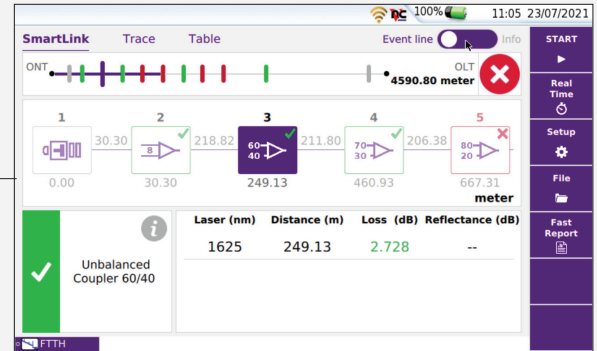 100% 11:05 23/07/2021
SmartLink Trace Table Event line Info
START
ONT OLT
4590.80 meter
Real
Time
1 2 3 4 5
Setup
30.30 218.82 211.80 206.38
8 60 40 70 30 80 20
0.00 30.30 249.13 460.93 667.31
meter
File
Fast
Report
Laser (nm) Distance (m) Loss (dB) Reflectance (dB)
1625 249.13 2.728 --
i
Unbalanced
Coupler 60/40
FTTH